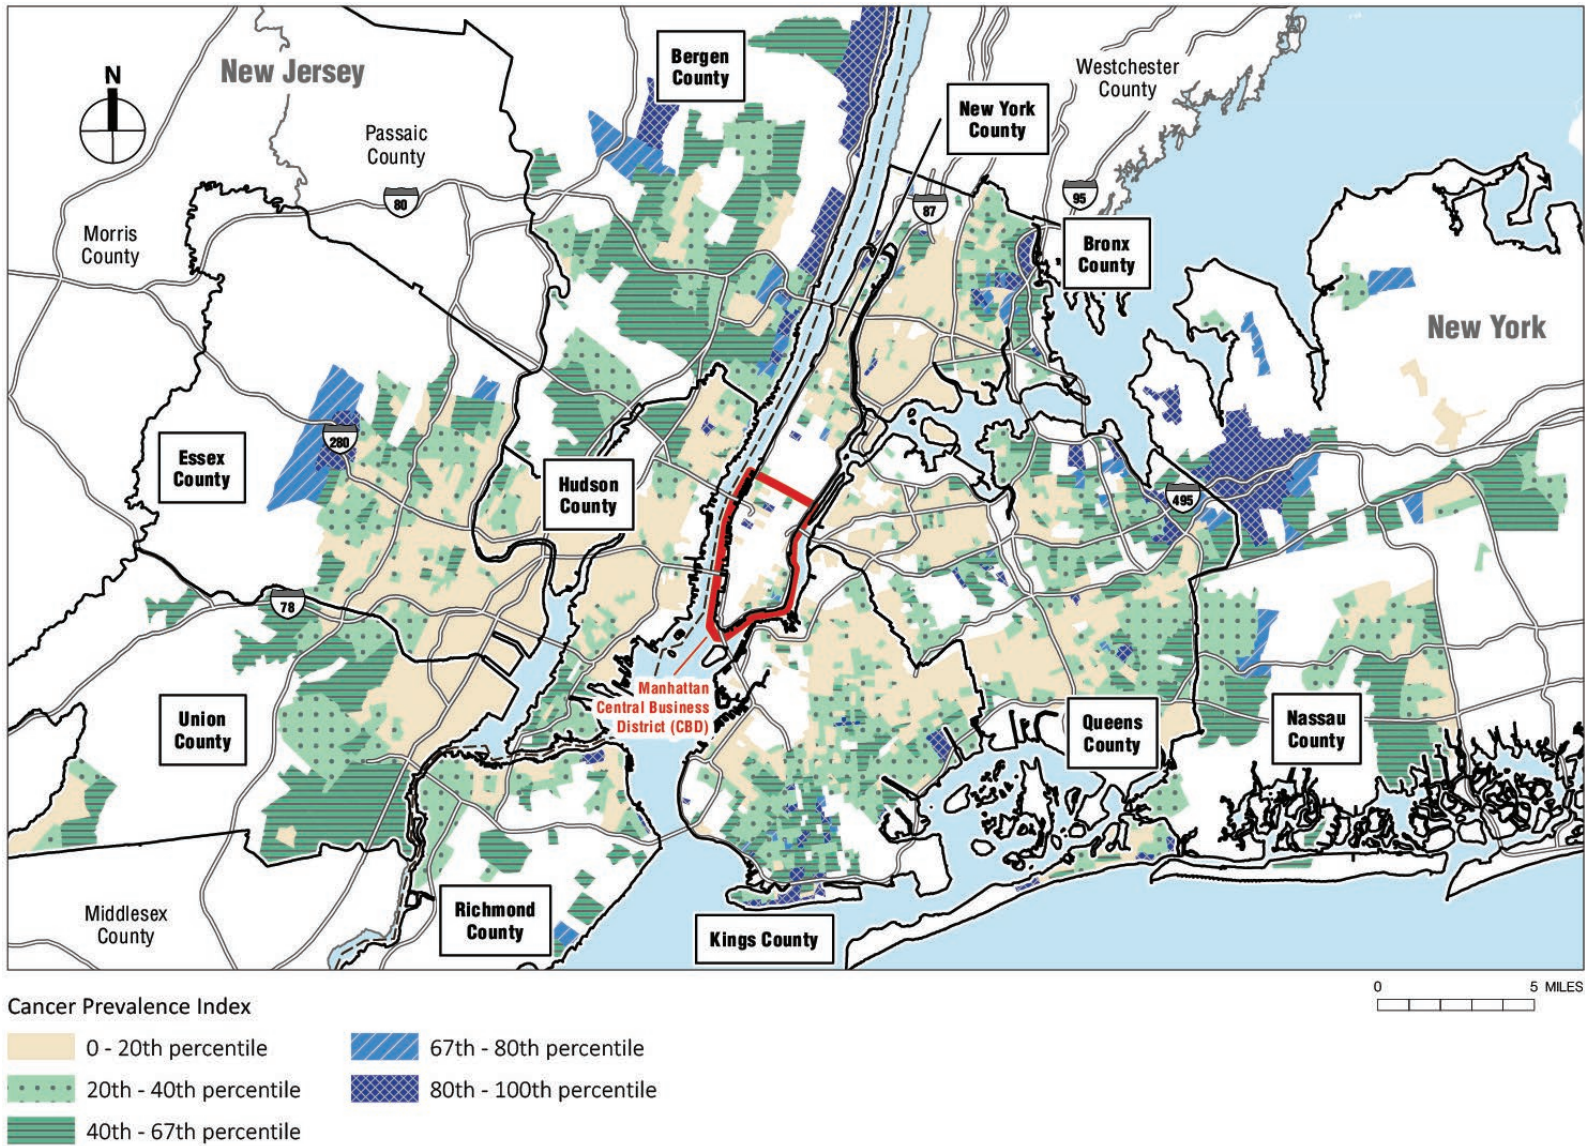 N
New Jersey
Bergen
County
Westchester
County
New York
County
Passaic
County
80
87
95
Morris
County
Bronx
County
New York
Essex
County
280
Hudson
County
495
78
Manhattan
Central Business
District (CBD)
Union
County
Queens
County
Nassau
County
Middlesex
County
Richmond
County
Kings County
0 5 MILES
Cancer Prevalence Index
0 - 20th percentile
20th - 40th percentile
40th - 67th percentile
67th - 80th percentile
80th - 100th percentile